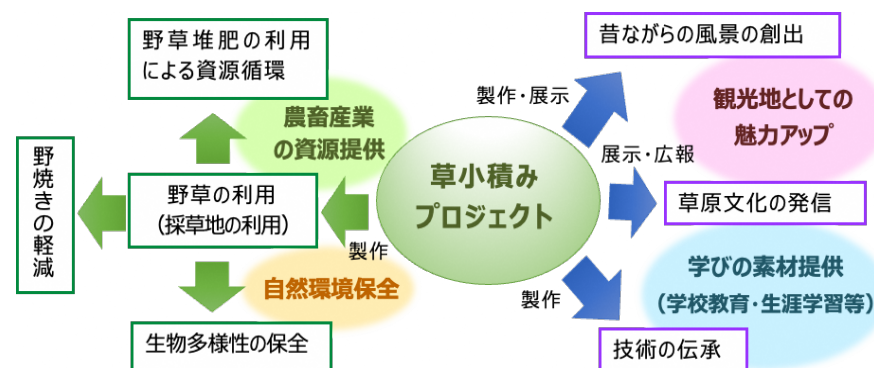 野草堆肥の利用
による資源循環
農畜産業
の資源提供
野焼きの軽減
野草の利用
（採草地の利用）
製作
自然環境保全
生物多様性の保全
草小積み
プロジェクト
製作・展示
昔ながらの風景の創出
観光地としての
魅力アップ
展示・広報
草原文化の発信
学びの素材提供
（学校教育・生涯学習等）
製作
技術の伝承